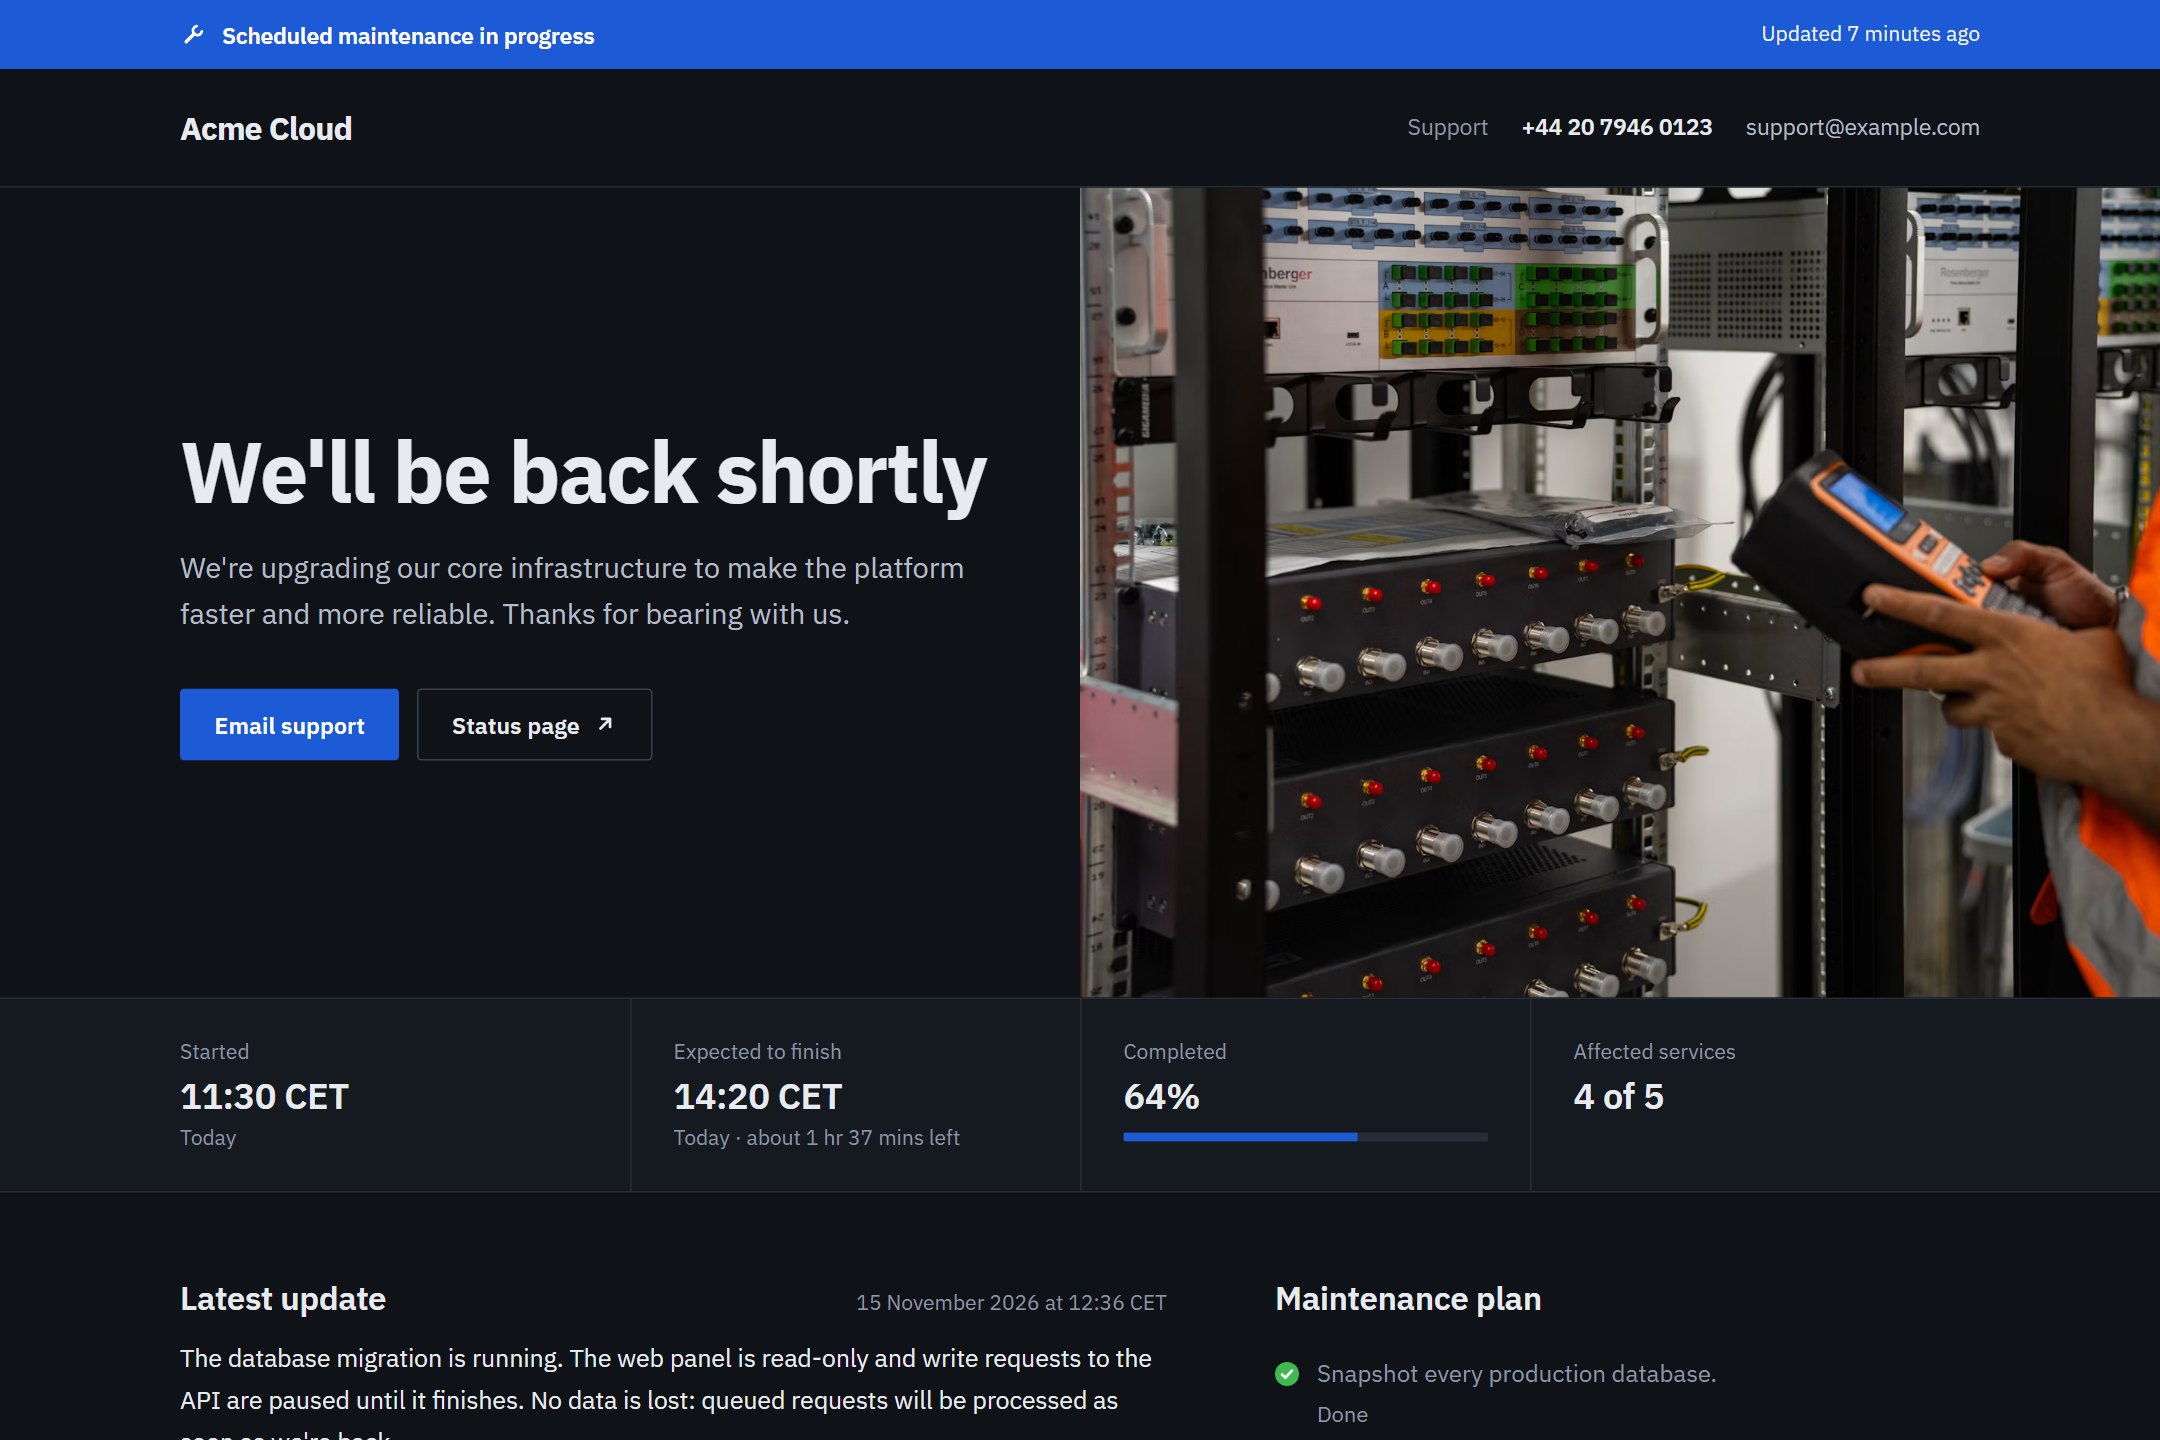 Scheduled maintenance in progress
Updated 7 minutes ago
Acme Cloud
Support +44 20 7946 0123 support@example.com
We'll be back shortly
We're upgrading our core infrastructure to make the platform
faster and more reliable. Thanks for bearing with us.
Email support
Status page
Rosenberger
Started
11:30 CET
Today
Expected to finish
14:20 CET
Today · about 1 hr 37 mins left
Completed
64%
Affected services
4 of 5
Latest update
15 November 2026 at 12:36 CET
The database migration is running. The web panel is read-only and write requests to the
API are paused until it finishes. No data is lost: queued requests will be processed as
soon as we're back.
Maintenance plan
Snapshot every production database.
Done